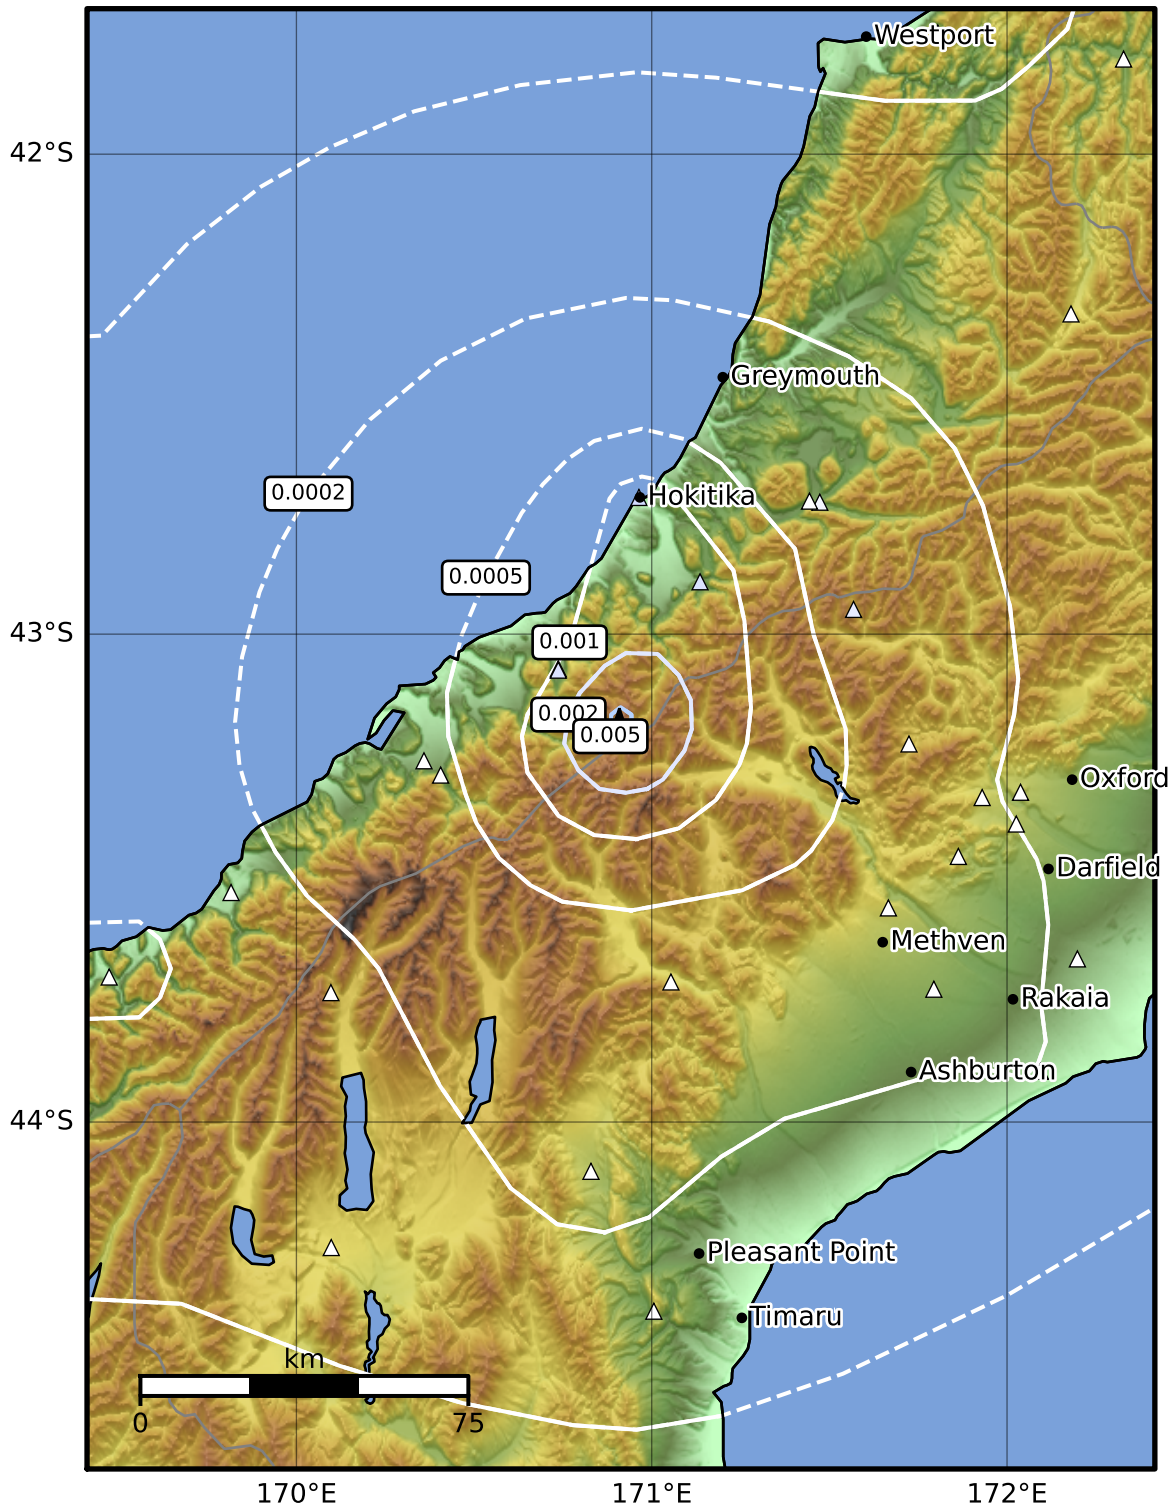 Westport
42°S
Greymouth
0.0002
Hokitika
0.0005
43°S
0.001
0.002
0.005
Oxford
Darfield
Methven
Rakaia
Ashburton
44°S
Pleasant Point
Timaru
km
0 75
170°E 171°E 172°E